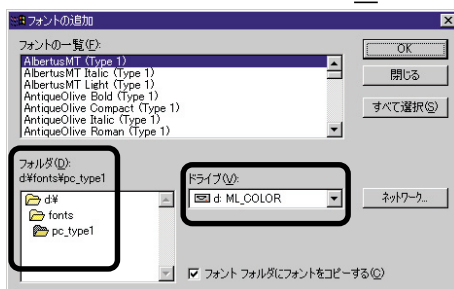 フォントの追加
フォントの一覧(F):
AlbertusMT (Type 1)
AlbertusMT Italic (Type 1)
AlbertusMT Light (Type 1)
AntiqueOlive Bold (Type 1)
AntiqueOlive Compact (Type 1)
AntiqueOlive Italic (Type 1)
AntiqueOlive Roman (Type 1)
OK
閉じる
すべて選択(S)
フォルダ(D):
d:¥fonts¥pc_type1
d:¥
fonts
pc_type1
ドライブ(V):
d: ML_COLOR
ネットワーク...
フォント フォルダにフォントをコピーする(C)